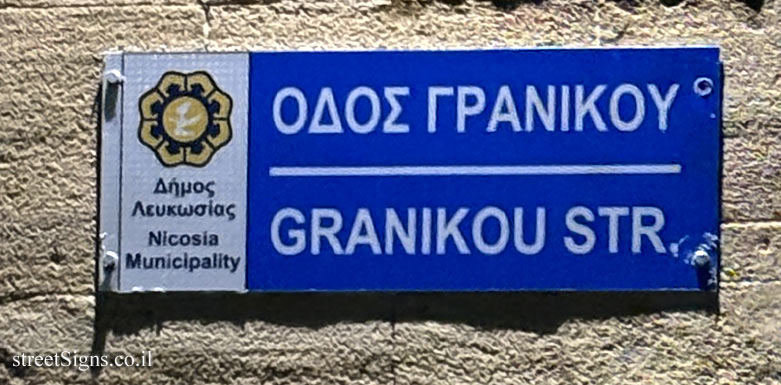 ΟΔΟΣ ΓΡΑΝΙΚΟΥ
GRANIKOU STR.
Δήμος
Λευκωσίας
Nicosia
Municipality
streetSigns.co.il